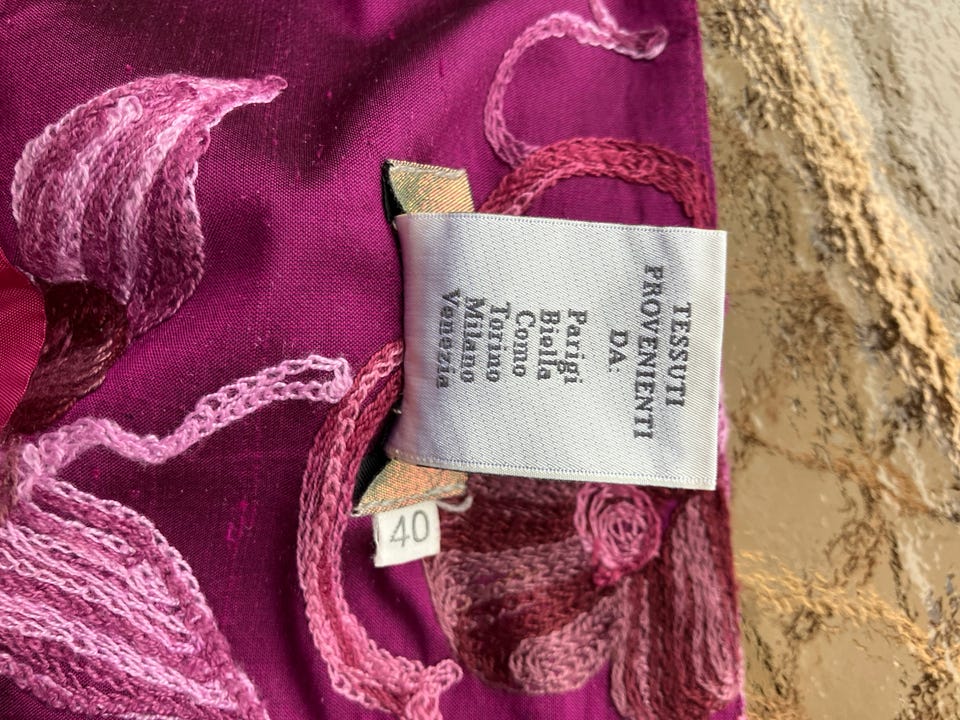 TESSUTI
PROVENIENTI
DA:
Parigi
Biella
Como
Torino
Milano
Venezia
40